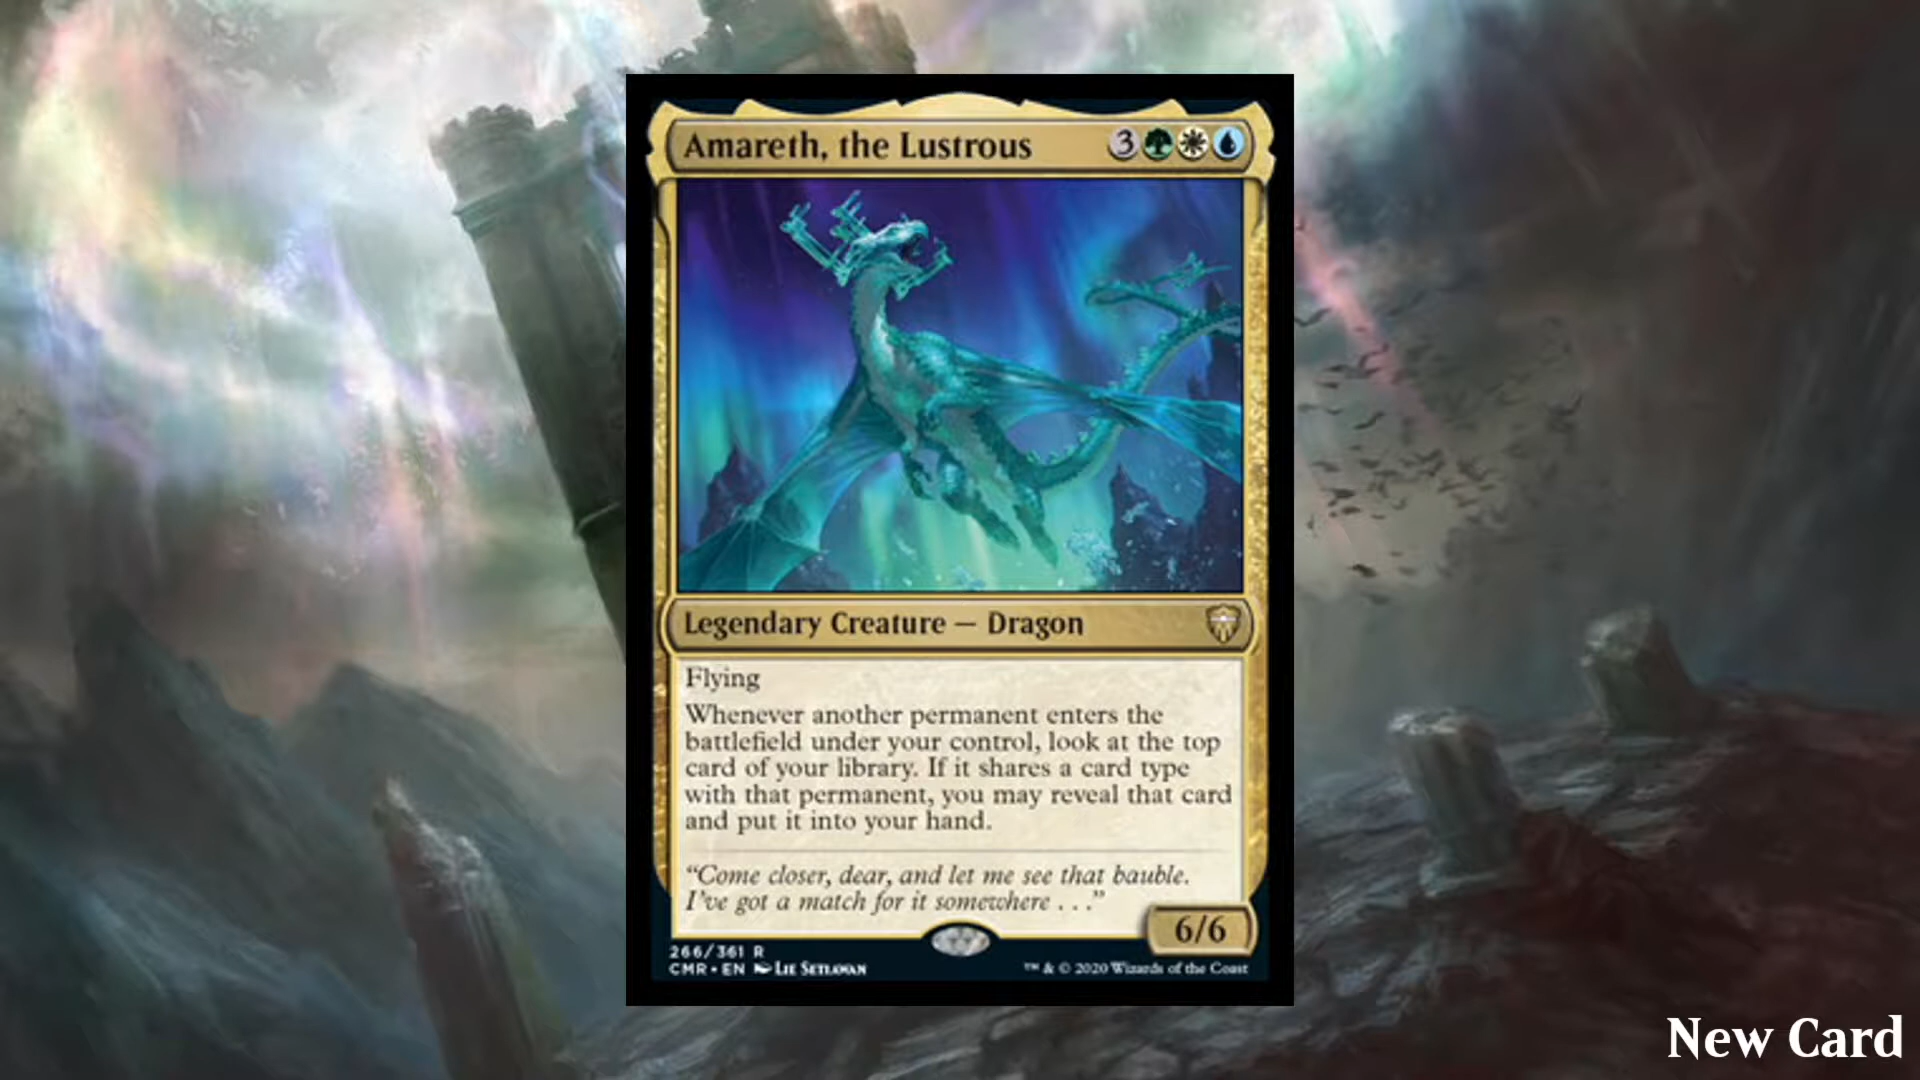 Amareth, the Lustrous
3
Legendary Creature — Dragon
Flying
Whenever another permanent enters the
battlefield under your control, look at the top
card of your library. If it shares a card type
with that permanent, you may reveal that card
and put it into your hand.
“Come closer, dear, and let me see that bauble.
I’ve got a match for it somewhere . . .”
6/6
266/361 R
CMR • EN Lie Setiawan
™ & © 2020 Wizards of the Coast
New Card